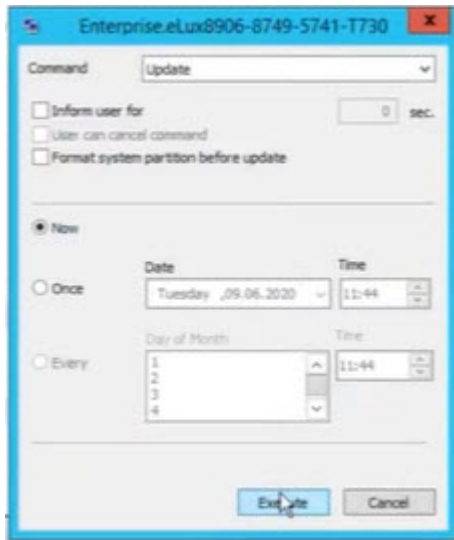 Enterprise.eLux8906-8749-5741-T730 x
Command Update
Inform user for 0 sec.
User can cancel command
Format system partition before update
Now
Date Time
Once Tuesday ,09.06.2020 11:44
Day of Month Time
Every 1 11:44
2
3
4
Execute Cancel